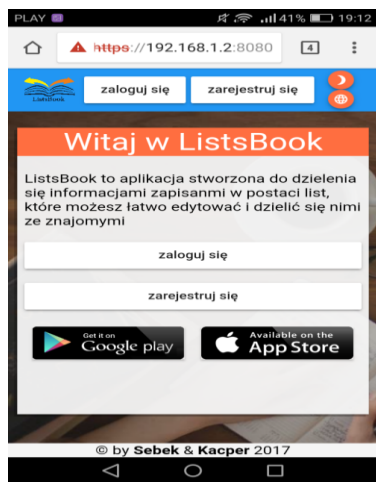 PLAY 41% 19:12
https://192.168.1.2:8080 4
ListsBook zaloguj się zarejestruj się
Witaj w ListsBook
ListsBook to aplikacja stworzona do dzielenia
się informacjami zapisanmi w postaci list,
które możesz łatwo edytować i dzielić się nimi
ze znajomymi
zaloguj się
zarejestruj się
Get it on Available on the
Google play App Store
© by Sebek & Kacper 2017